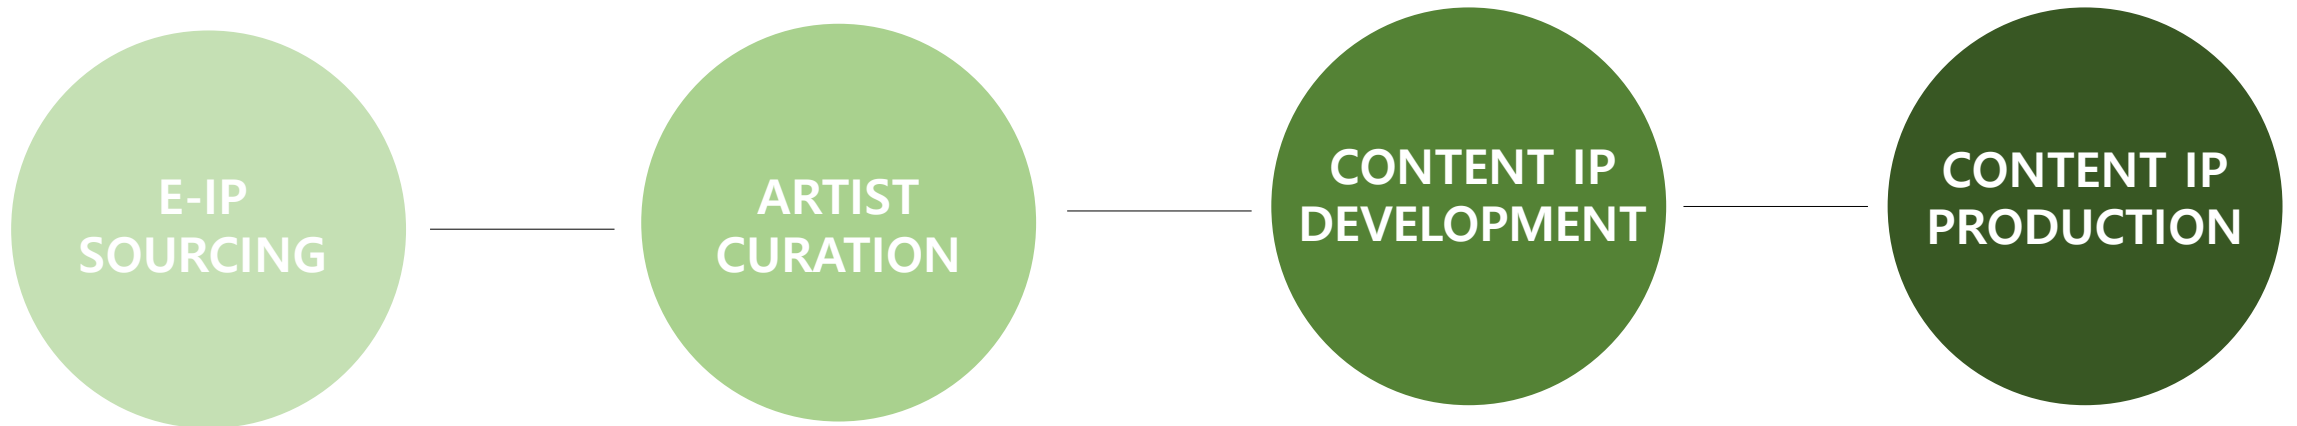 E-IP
SOURCING
ARTIST
CURATION
CONTENT IP
DEVELOPMENT
CONTENT IP
PRODUCTION